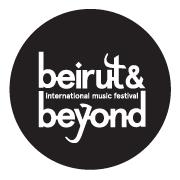 beirut &
international music festival
beyond